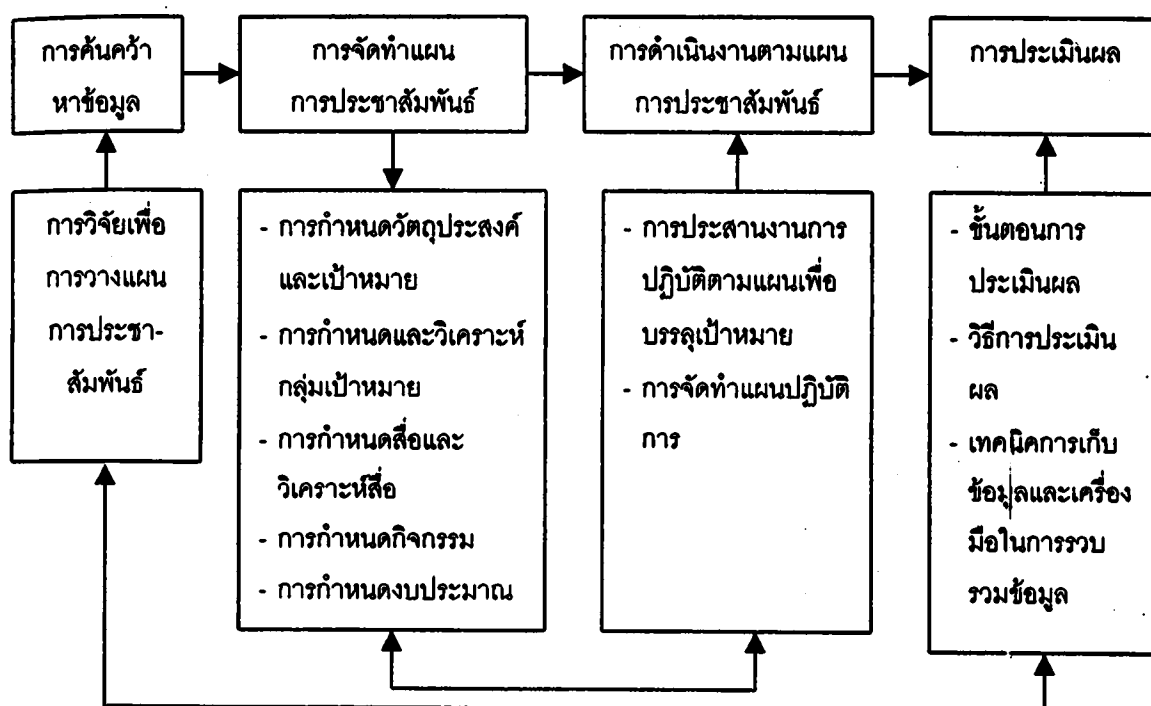 การค้นคว้า
หาข้อมูล
การจัดทำแผน
การประชาสัมพันธ์
การดำเนินงานตามแผน
การประชาสัมพันธ์
การประเมินผล
การวิจัยเพื่อ
การวางแผน
การประชา-
สัมพันธ์
- การกำหนดวัตถุประสงค์
และเป้าหมาย
- การกำหนดและวิเคราะห์
กลุ่มเป้าหมาย
- การกำหนดสื่อและ
วิเคราะห์สื่อ
- การกำหนดกิจกรรม
- การกำหนดงบประมาณ
- การประสานงานการ
ปฏิบัติตามแผนเพื่อ
บรรลุเป้าหมาย
- การจัดทำแผนปฏิบัติ
การ
- ขั้นตอนการ
ประเมินผล
- วิธีการประเมิน
ผล
- เทคนิคการเก็บ
ข้อมูลและเครื่อง
มือในการรวบ
รวมข้อมูล